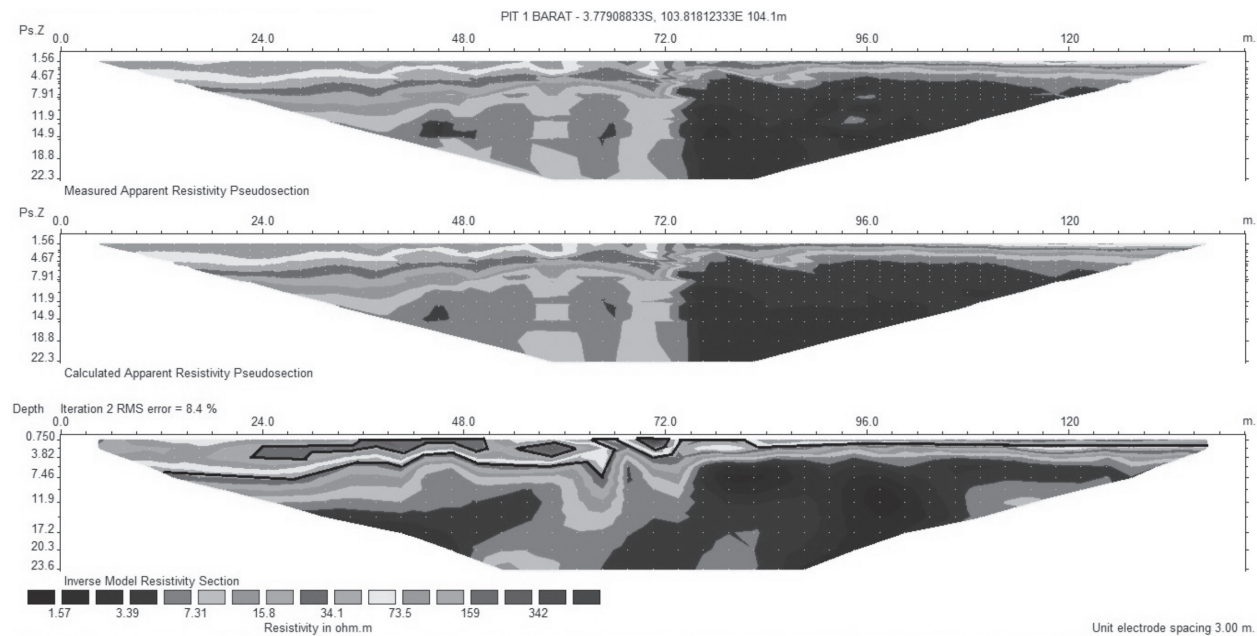 PIT 1 BARAT - 3.77908833S, 103.81812333E 104.1m
Ps.Z 0.0 24.0 48.0 72.0 96.0 120 m.
1.56
4.67
7.91
11.9
14.9
18.8
22.3
Measured Apparent Resistivity Pseudosection
Ps.Z 0.0 24.0 48.0 72.0 96.0 120 m.
1.56
4.67
7.91
11.9
14.9
18.8
22.3
Calculated Apparent Resistivity Pseudosection
Depth Iteration 2 RMS error = 8.4 %
0.0 24.0 48.0 72.0 96.0 120 m.
0.750
3.82
7.46
11.9
17.2
20.3
23.6
Inverse Model Resistivity Section
1.57 3.39 7.31 15.8 34.1 73.5 159 342
Resistivity in ohm.m Unit electrode spacing 3.00 m.